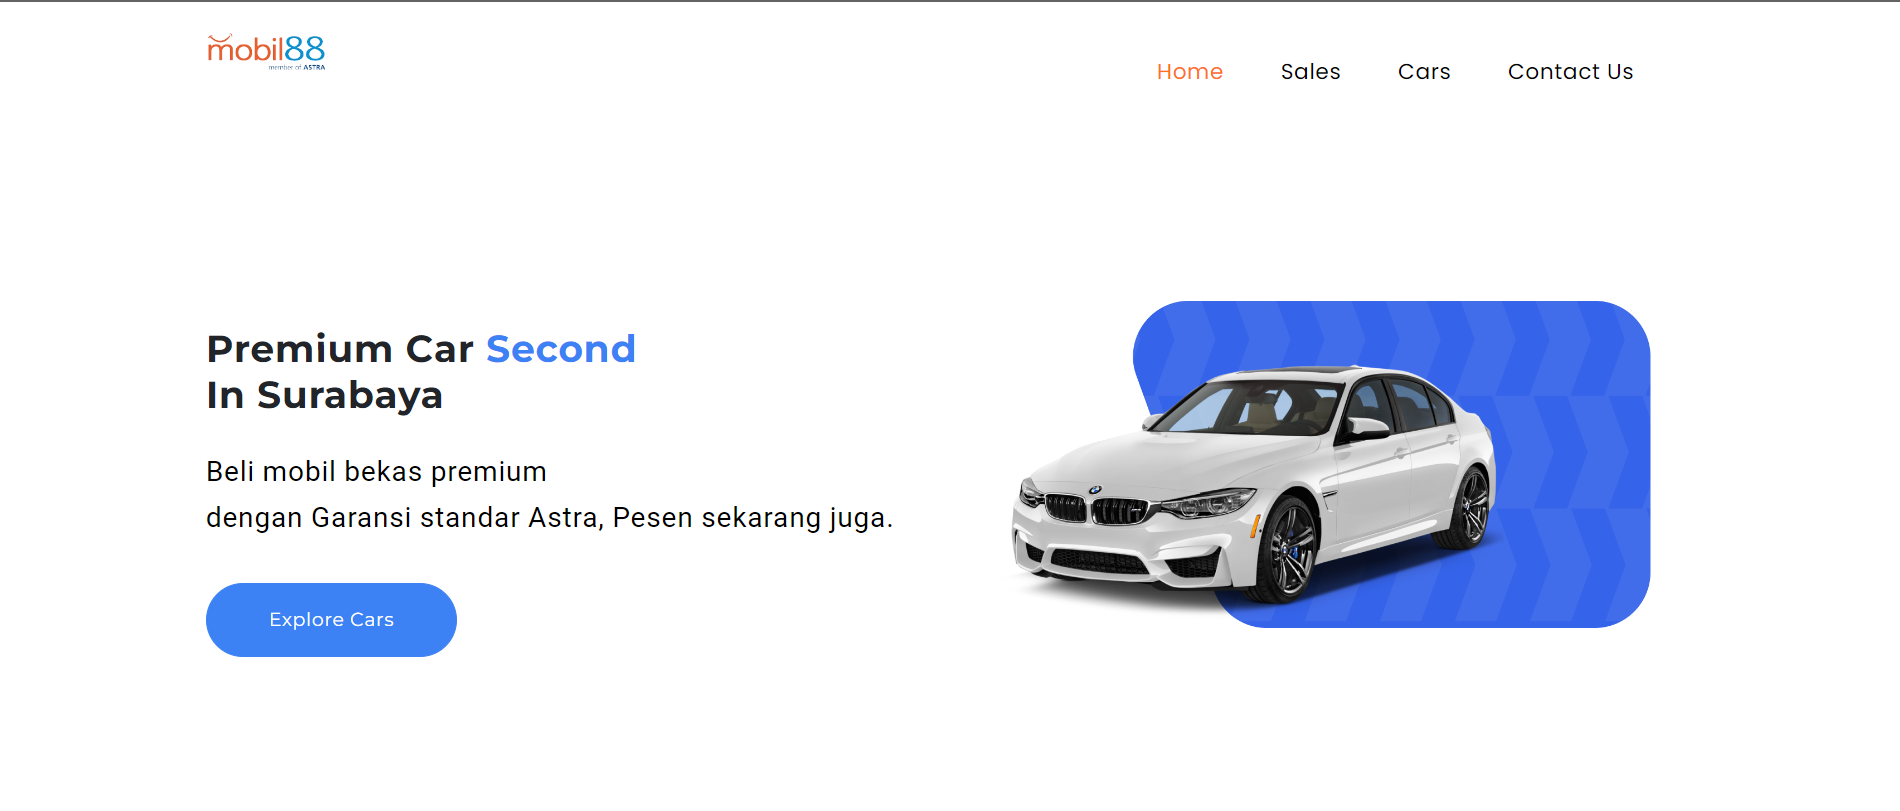 mobil88
member of ASTRA
Home Sales Cars Contact Us
Premium Car Second
In Surabaya
Beli mobil bekas premium
dengan Garansi standar Astra, Pesen sekarang juga.
Explore Cars